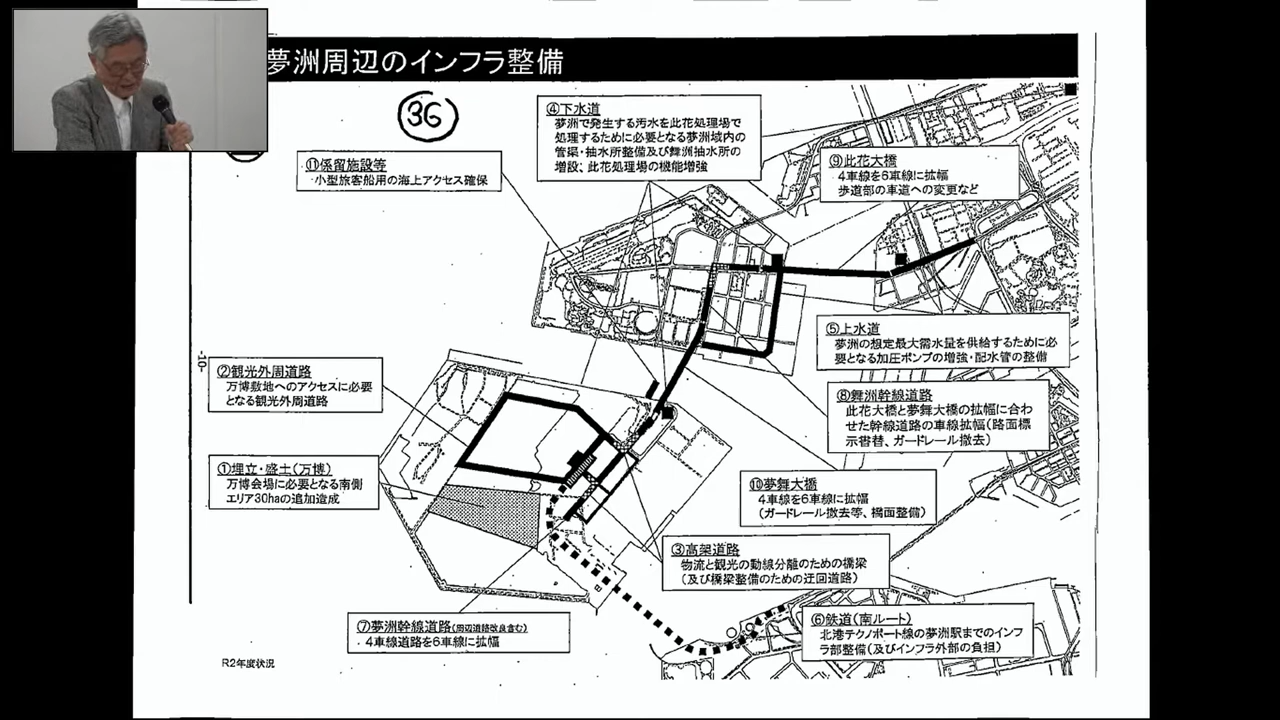 夢洲周辺のインフラ整備
36
④下水道
夢洲で発生する汚水を此花処理場で
処理するために必要となる夢洲域内の
管渠・抽水所整備及び舞洲抽水所の
増設、此花処理場の機能増強
⑪係留施設等
小型旅客船用の海上アクセス確保
⑨此花大橋
4車線を6車線に拡幅
歩道部の車道への変更など
⑤上水道
夢洲の想定最大需水量を供給するために必
要となる加圧ポンプの増強・配水管の整備
②観光外周道路
万博敷地へのアクセスに必要
となる観光外周道路
⑧舞洲幹線道路
此花大橋と夢舞大橋の拡幅に合わ
せた幹線道路の車線拡幅(路面標
示書替、ガードレール撤去)
①埋立・盛土(万博)
万博会場に必要となる南側
エリア30haの追加造成
⑩夢舞大橋
4車線を6車線に拡幅
(ガードレール撤去等、橋面整備)
③高架道路
物流と観光の動線分離のための橋梁
(及び橋梁整備のための迂回道路)
⑦夢洲幹線道路(周辺道路改良含む)
4車線道路を6車線に拡幅
⑥鉄道(南ルート)
北港テクノポート線の夢洲駅までのインフ
ラ部整備(及びインフラ外部の負担)
R2年度状況
-10-